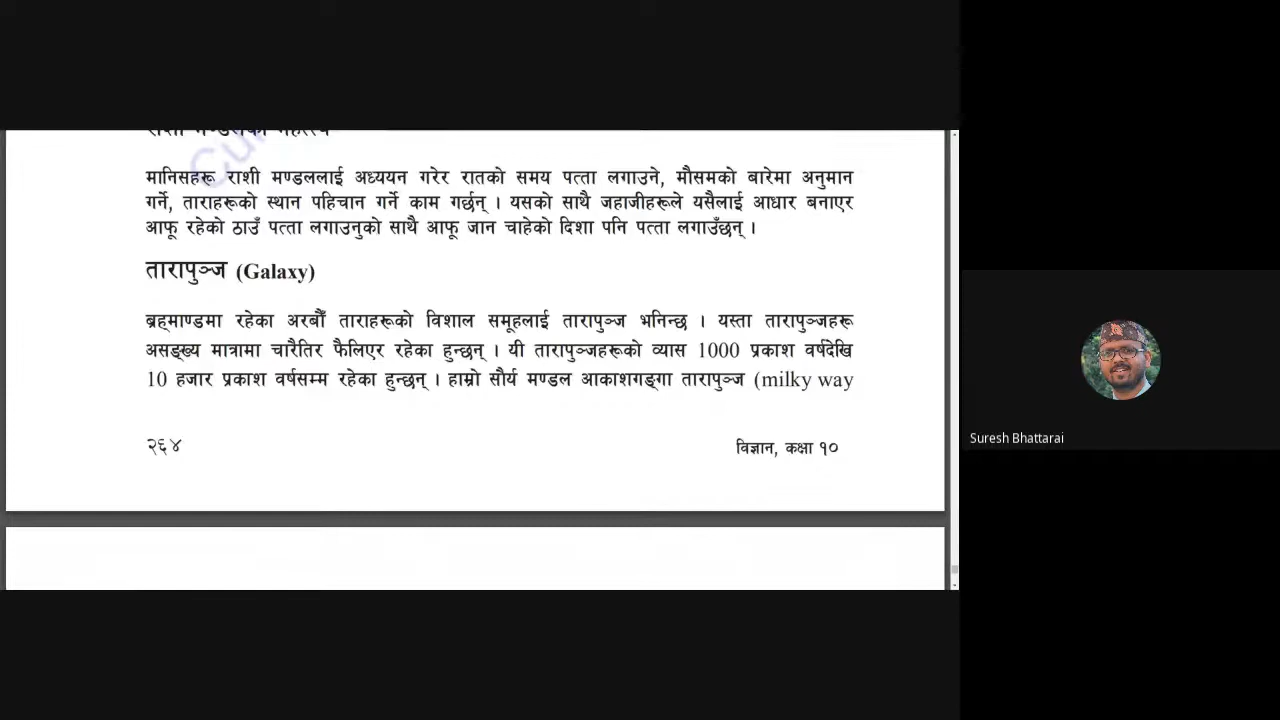 मानिसहरू राशी मण्डललाई अध्ययन गरेर रातको समय पत्ता लगाउने, मौसमको बारेमा अनुमान
गर्ने, ताराहरूको स्थान पहिचान गर्ने काम गर्छन् । यसको साथै जहाजीहरूले यसैलाई आधार बनाएर
आफू रहेको ठाउँ पत्ता लगाउनुको साथै आफू जान चाहेको दिशा पनि पत्ता लगाउँछन् ।
तारापुञ्ज (Galaxy)
ब्रह्माण्डमा रहेका अरबौँ ताराहरूको विशाल समूहलाई तारापुञ्ज भनिन्छ । यस्ता तारापुञ्जहरू
असङ्ख्य मात्रामा चारैतिर फैलिएर रहेका हुन्छन् । यी तारापुञ्जहरूको व्यास 1000 प्रकाश वर्षदेखि
10 हजार प्रकाश वर्षसम्म रहेका हुन्छन् । हाम्रो सौर्य मण्डल आकाशगङ्गा तारापुञ्ज (milky way
२६४
विज्ञान, कक्षा १०
Suresh Bhattarai